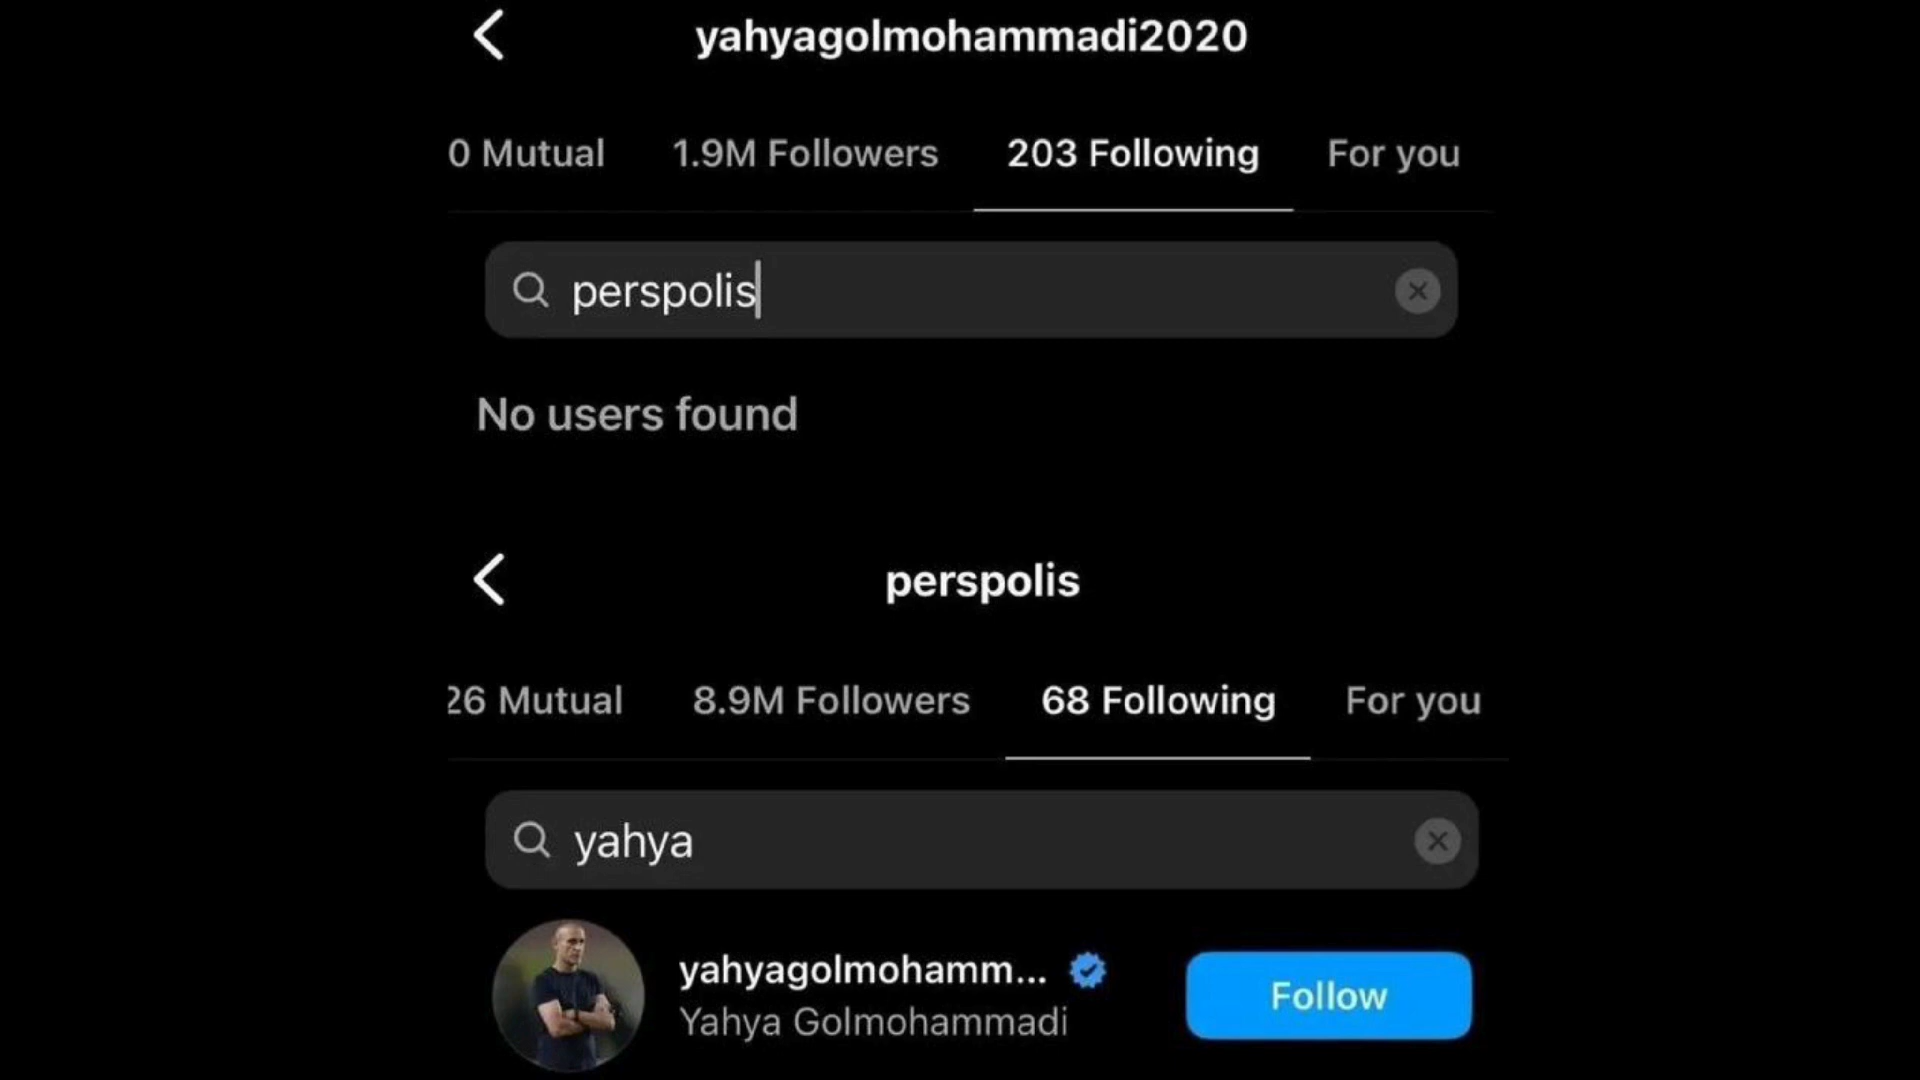 yahyagolmohammadi2020
0 Mutual 1.9M Followers 203 Following For you
perspolis
No users found
perspolis
26 Mutual 8.9M Followers 68 Following For you
yahya
yahyagolmohamm...
Yahya Golmohammadi
Follow